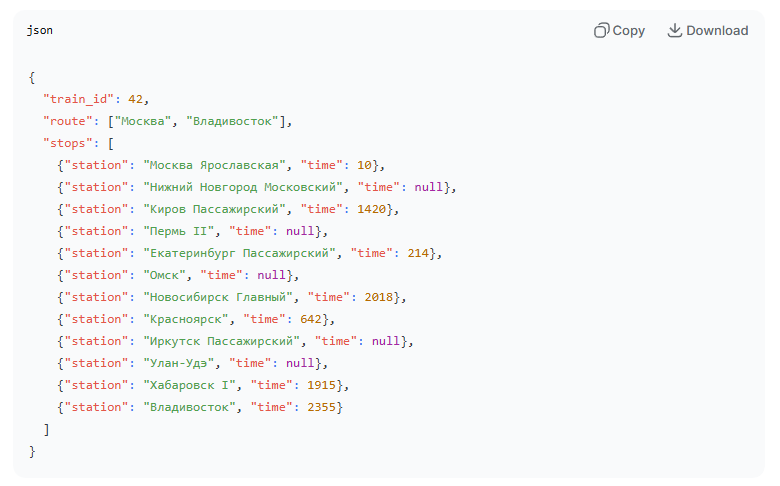 json
Copy
Download
{
  "train_id": 42,
  "route": ["Москва", "Владивосток"],
  "stops": [
    {"station": "Москва Ярославская", "time": 10},
    {"station": "Нижний Новгород Московский", "time": null},
    {"station": "Киров Пассажирский", "time": 1420},
    {"station": "Пермь II", "time": null},
    {"station": "Екатеринбург Пассажирский", "time": 214},
    {"station": "Омск", "time": null},
    {"station": "Новосибирск Главный", "time": 2018},
    {"station": "Красноярск", "time": 642},
    {"station": "Иркутск Пассажирский", "time": null},
    {"station": "Улан-Удэ", "time": null},
    {"station": "Хабаровск I", "time": 1915},
    {"station": "Владивосток", "time": 2355}
  ]
}